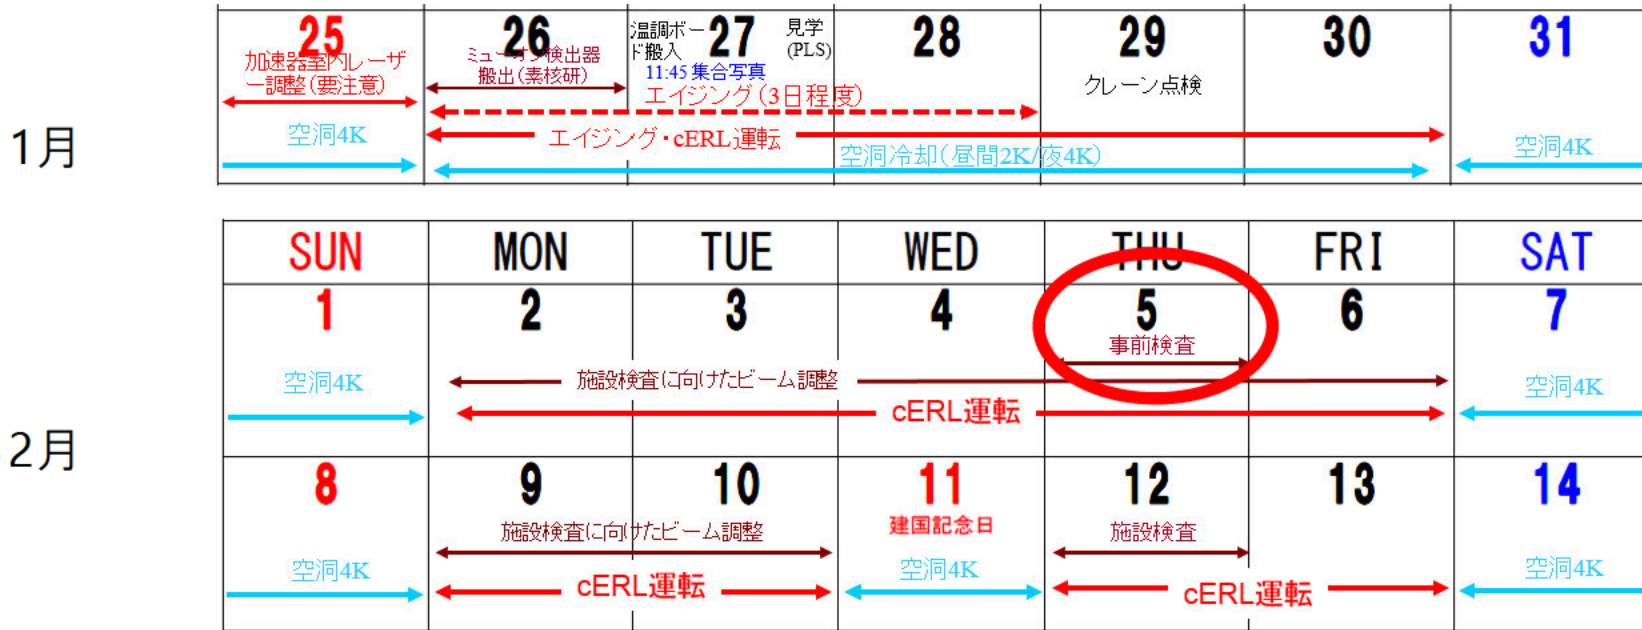 1月
25 26 27 28 29 30 31
加速器室内レーザ
ー調整(要注意)
ミューオン検出器
搬出(素核研)
温調ボー
ド搬入
見学
(PLS)
11:45 集合写真
クレーン点検
エイジング(3日程度)
エイジング・cERL運転
空洞4K
空洞冷却(昼間2K/夜4K)
空洞4K
2月
SUN MON TUE WED THU FRI SAT
1 2 3 4 5 6 7
事前検査
施設検査に向けたビーム調整
空洞4K
空洞4K
cERL運転
8 9 10 11 12 13 14
建国記念日
施設検査に向けたビーム調整
施設検査
空洞4K
cERL運転
空洞4K
cERL運転
空洞4K